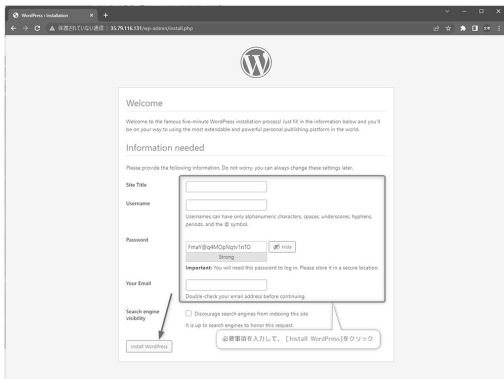 WordPress › Installation
保護されていない通信 | 35.79.116.131/wp-admin/install.php
Welcome
Welcome to the famous five-minute WordPress installation process! Just fill in the information below and you'll
be on your way to using the most extendable and powerful personal publishing platform in the world.
Information needed
Please provide the following information. Do not worry, you can always change these settings later.
Site Title
Username
Usernames can have only alphanumeric characters, spaces, underscores, hyphens,
periods, and the @ symbol.
Password
Hide
Strong
Important: You will need this password to log in. Please store it in a secure location.
Your Email
Double-check your email address before continuing.
Search engine
visibility
Discourage search engines from indexing this site
It is up to search engines to honor this request.
必要事項を入力して、 [Install WordPress]をクリック
Install WordPress